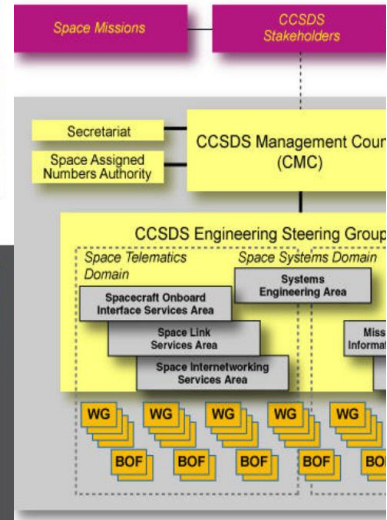 Space Missions
CCSDS
Stakeholders
Secretariat
Space Assigned
Numbers Authority
CCSDS Management Coun
(CMC)
CCSDS Engineering Steering Group
Space Telematics
Domain
Space Systems Domain
Systems
Engineering Area
Spacecraft Onboard
Interface Services Area
Space Link
Services Area
Space Internetworking
Services Area
Miss
Informat
WG
WG
WG
WG
WG
BOF
BOF
BOF
BOF
BO